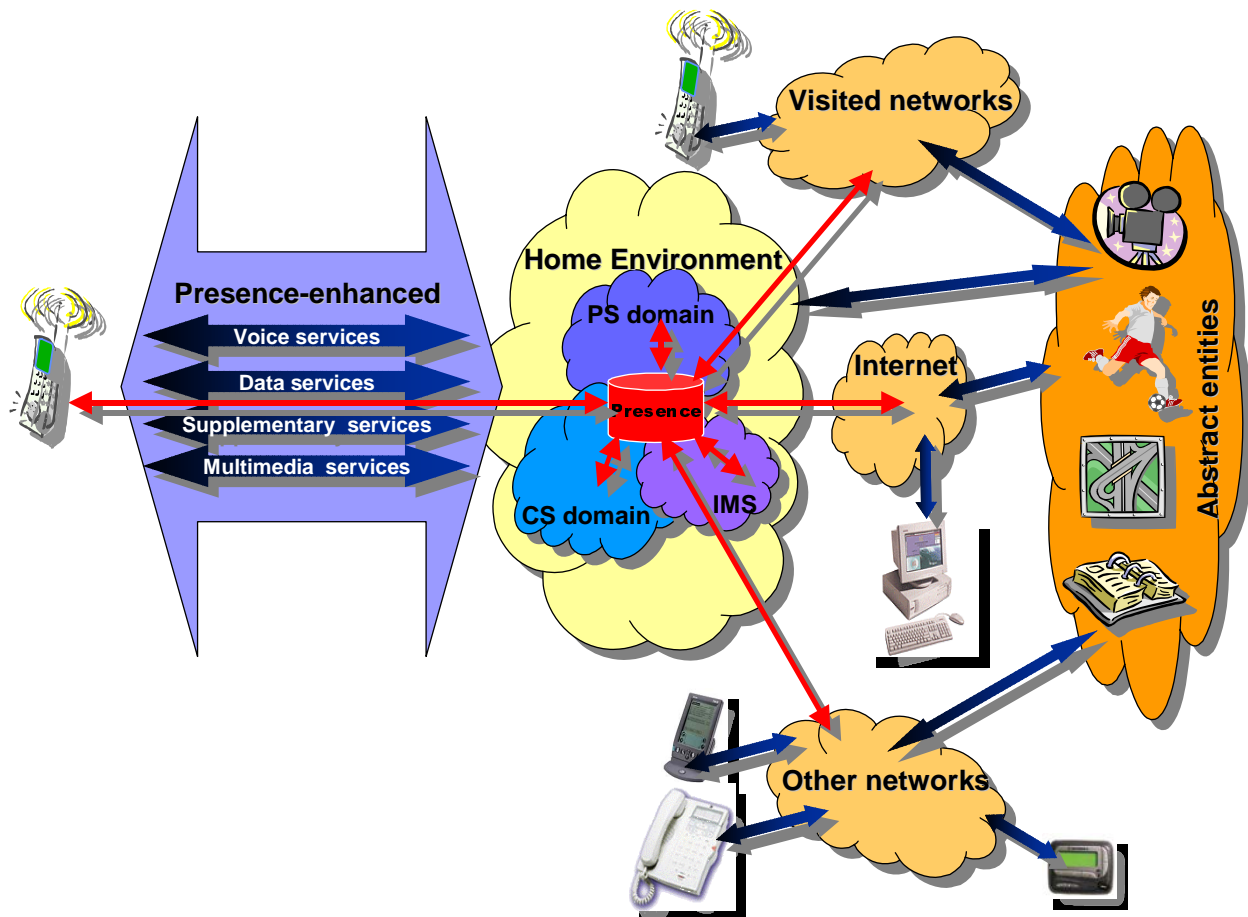 Visited networks
Home Environment
Presence-enhanced
PS domain
Voice services
Internet
Data services
Presence
Supplementary services
Multimedia services
CS domain
IMS
Abstract entities
Other networks